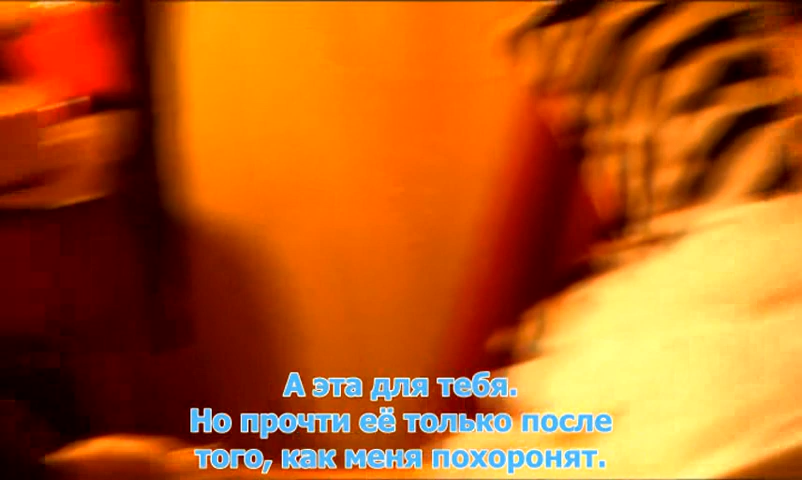 А эта для тебя.
Но прочти её только после
того, как меня похоронят.